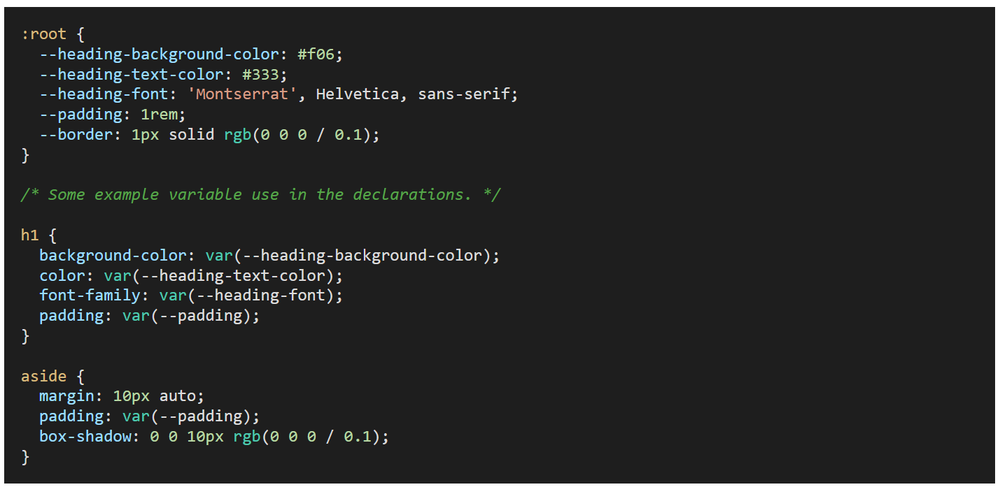 :root {
  --heading-background-color: #f06;
  --heading-text-color: #333;
  --heading-font: 'Montserrat', Helvetica, sans-serif;
  --padding: 1rem;
  --border: 1px solid rgb(0 0 0 / 0.1);
}
/* Some example variable use in the declarations. */
h1 {
  background-color: var(--heading-background-color);
  color: var(--heading-text-color);
  font-family: var(--heading-font);
  padding: var(--padding);
}
aside {
  margin: 10px auto;
  padding: var(--padding);
  box-shadow: 0 0 10px rgb(0 0 0 / 0.1);
}